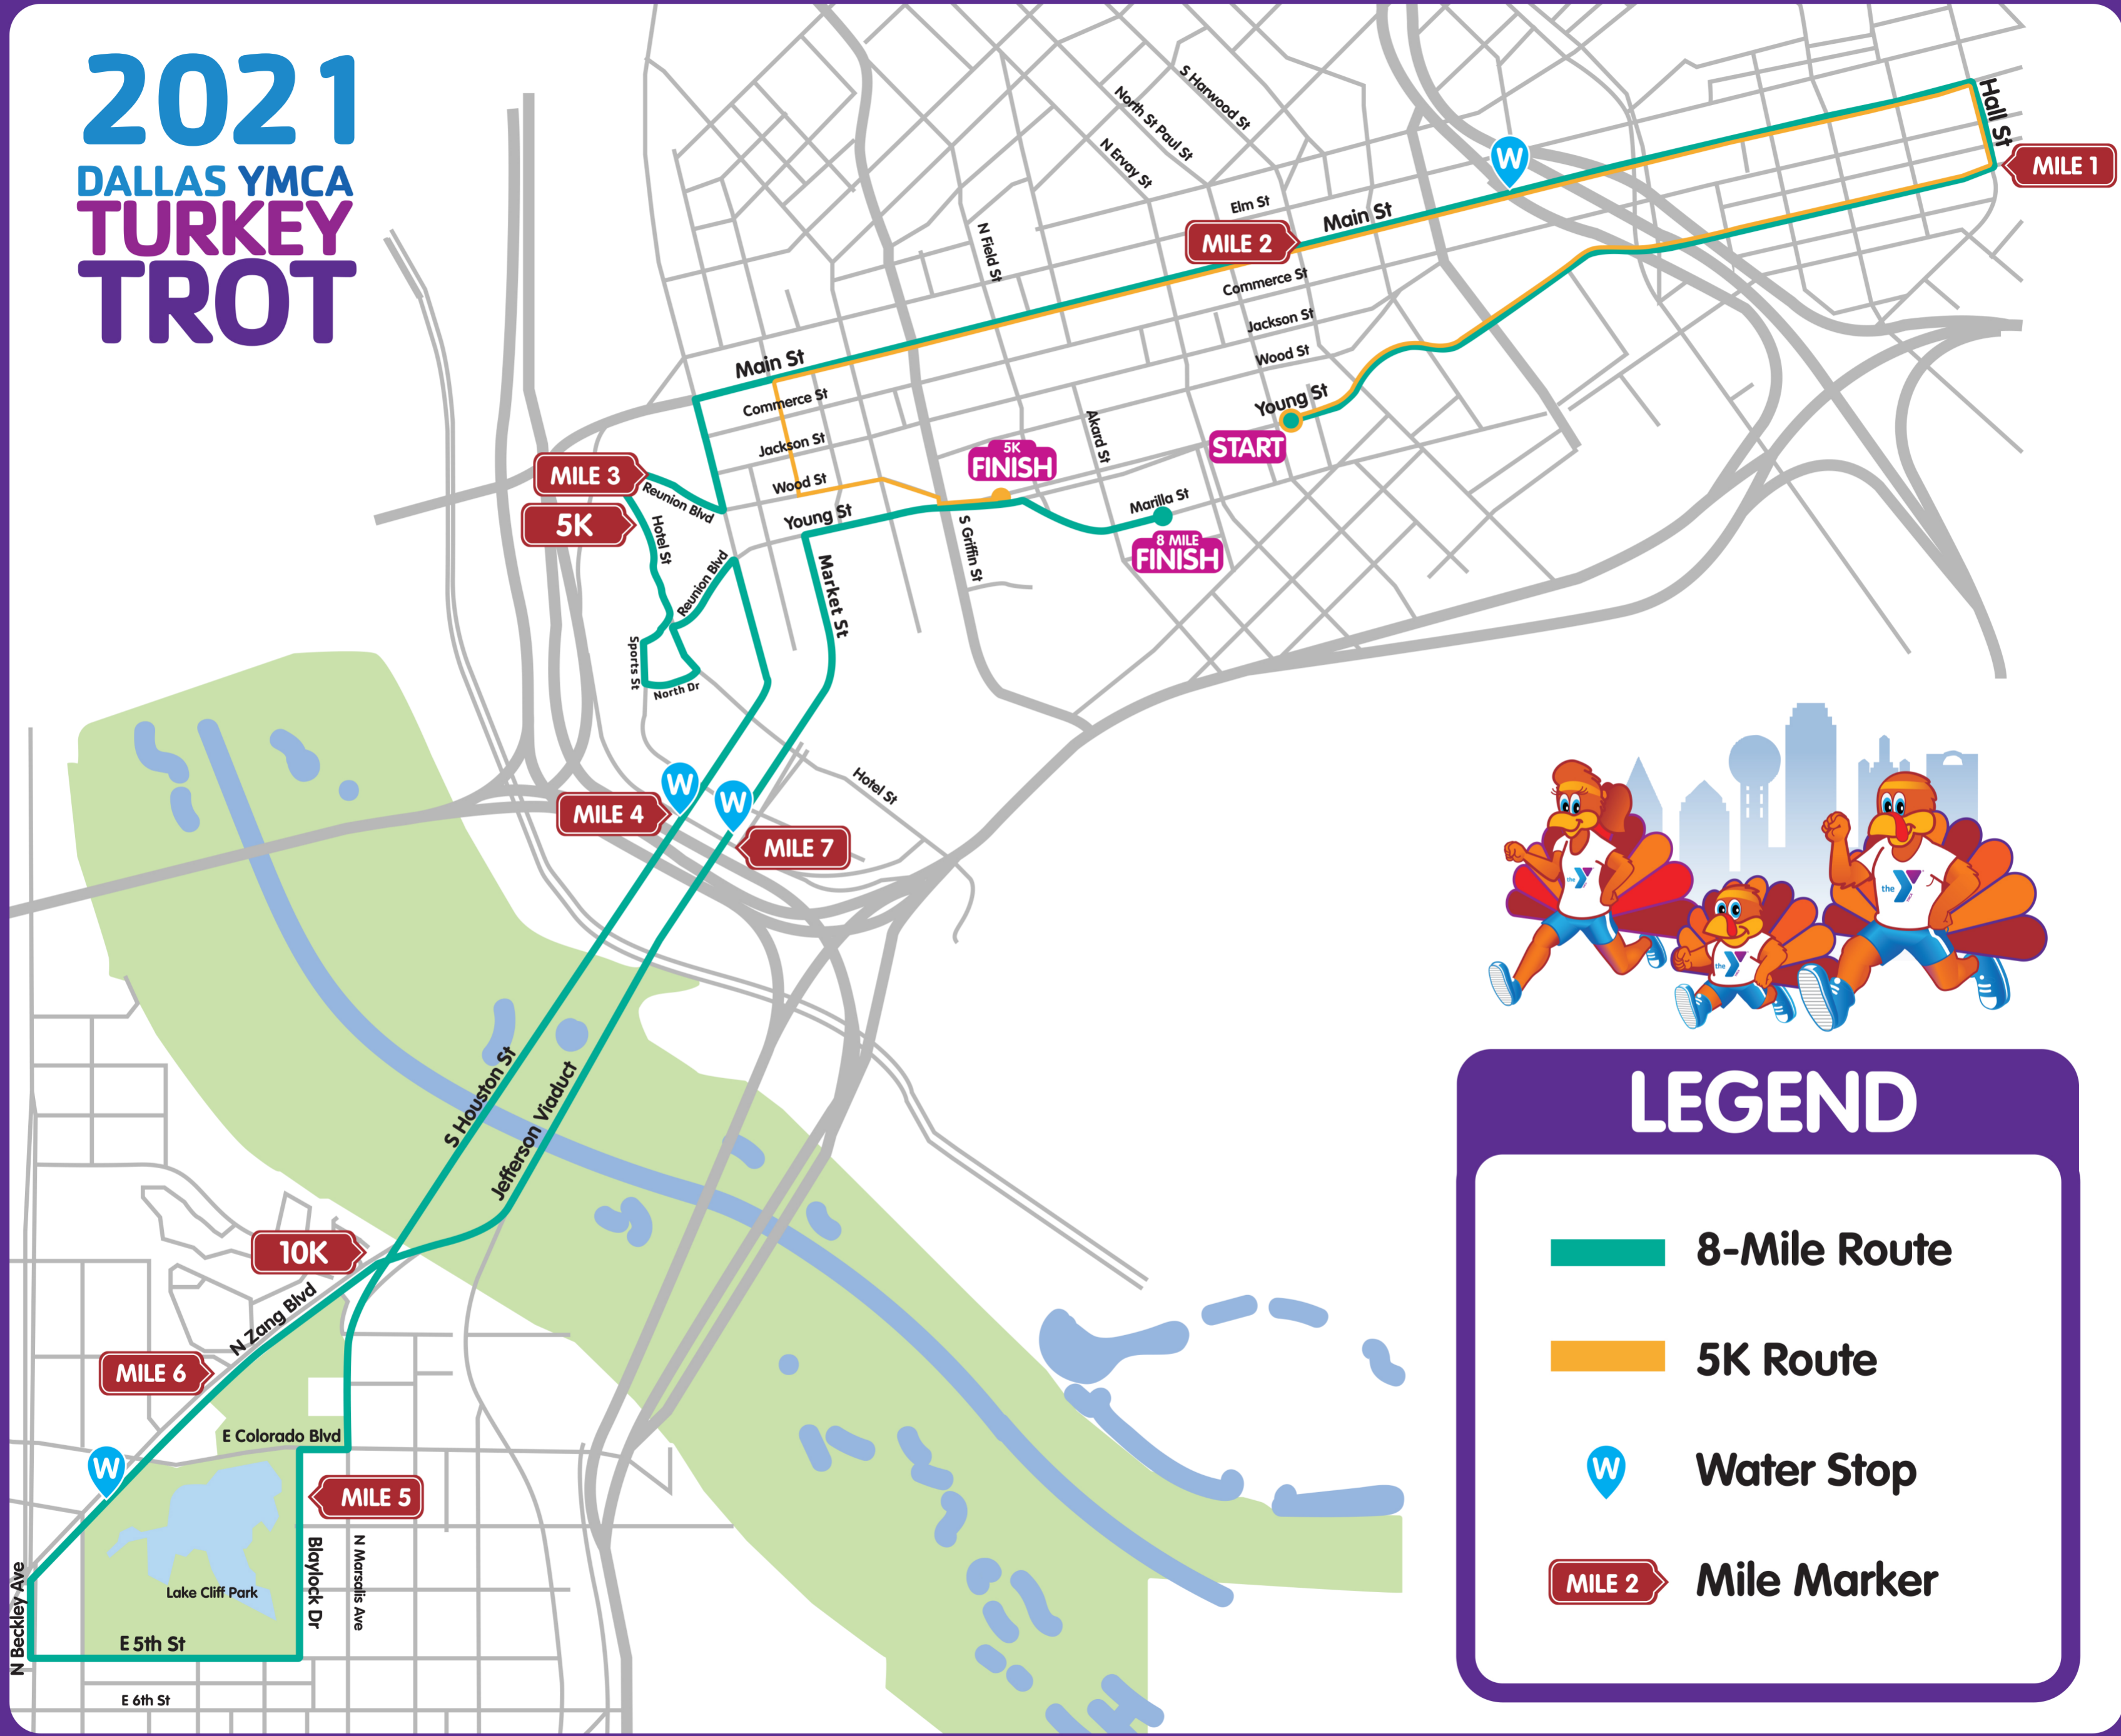 2021
DALLAS YMCA
TURKEY
TROT
S Harwood St
North St Paul St
N Ervay St
Hall St
MILE 1
W
Elm St
Main St
MILE 2
N Field St
Commerce St
Jackson St
Wood St
Main St
Commerce St
Young St
Akard St
START
Jackson St
5K
FINISH
MILE 3
Reunion Blvd
Wood St
Marilla St
5K
Hotel St
Young St
S Griffin St
8 MILE
FINISH
Reunion Blvd
Market St
Sports St
North Dr
W
W
Hotel St
MILE 4
MILE 7
the Y
the Y
the Y
S Houston St
Jefferson Viaduct
10K
N Zang Blvd
MILE 6
E Colorado Blvd
W
MILE 5
Blaylock Dr
N Marsalis Ave
Lake Cliff Park
N Beckley Ave
E 5th St
E 6th St
LEGEND
8-Mile Route
5K Route
W
Water Stop
MILE 2
Mile Marker